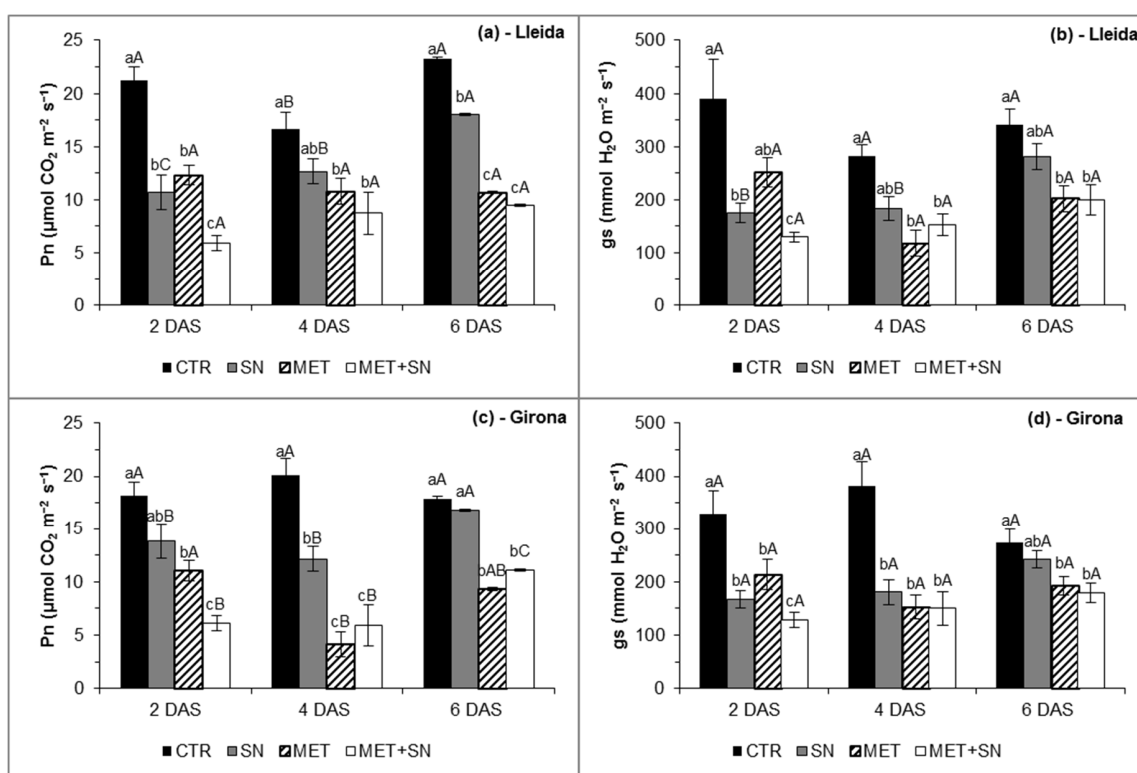 (a) - Lleida
Pn (µmol CO₂ m⁻² s⁻¹)
25
20
15
10
5
0
aA bC bA cA
aB abB bA bA
aA bA cA cA
2 DAS 4 DAS 6 DAS
CTR SN MET MET+SN
(b) - Lleida
gs (mmol H₂O m⁻² s⁻¹)
500
400
300
200
100
0
aA bB abA cA
aA abB bA bA
aA abA bA bA
2 DAS 4 DAS 6 DAS
CTR SN MET MET+SN
(c) - Girona
Pn (µmol CO₂ m⁻² s⁻¹)
25
20
15
10
5
0
aA abB bA cB
aA bB cB cB
aA aA bAB bC
2 DAS 4 DAS 6 DAS
CTR SN MET MET+SN
(d) - Girona
gs (mmol H₂O m⁻² s⁻¹)
500
400
300
200
100
0
aA bA bA cA
aA bA bA bA
aA abA bA bA
2 DAS 4 DAS 6 DAS
CTR SN MET MET+SN